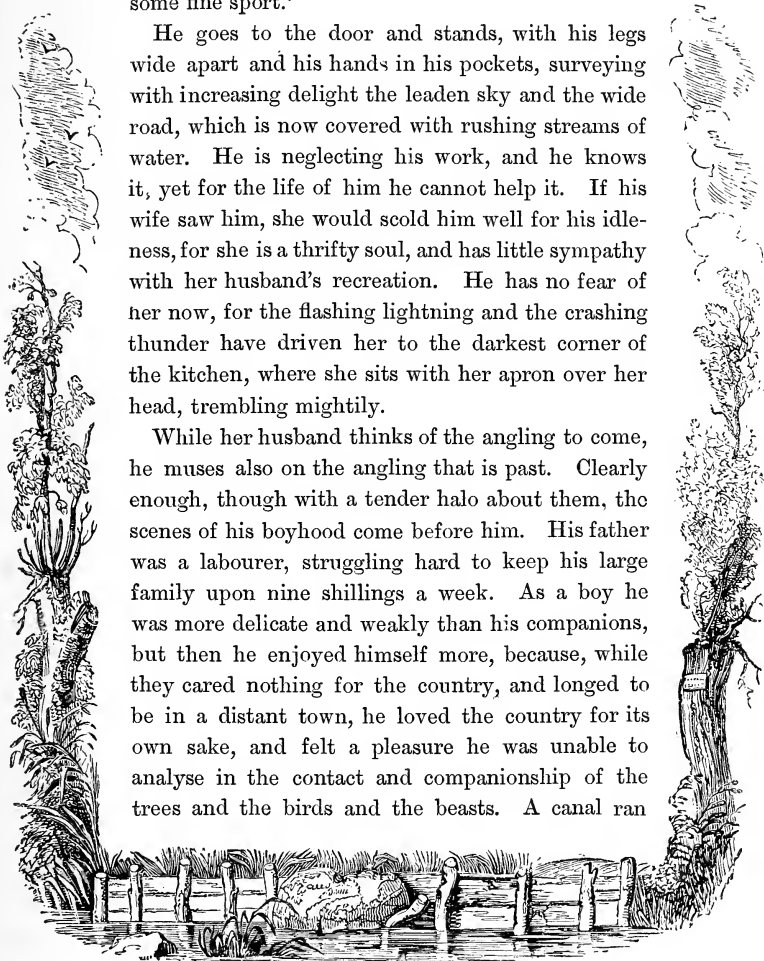 some fine sport.'
He goes to the door and stands, with his legs
wide apart and his hands in his pockets, surveying
with increasing delight the leaden sky and the wide
road, which is now covered with rushing streams of
water. He is neglecting his work, and he knows
it, yet for the life of him he cannot help it. If his
wife saw him, she would scold him well for his idle-
ness, for she is a thrifty soul, and has little sympathy
with her husband's recreation. He has no fear of
her now, for the flashing lightning and the crashing
thunder have driven her to the darkest corner of
the kitchen, where she sits with her apron over her
head, trembling mightily.
While her husband thinks of the angling to come,
he muses also on the angling that is past. Clearly
enough, though with a tender halo about them, the
scenes of his boyhood come before him. His father
was a labourer, struggling hard to keep his large
family upon nine shillings a week. As a boy he
was more delicate and weakly than his companions,
but then he enjoyed himself more, because, while
they cared nothing for the country, and longed to
be in a distant town, he loved the country for its
own sake, and felt a pleasure he was unable to
analyse in the contact and companionship of the
trees and the birds and the beasts. A canal ran